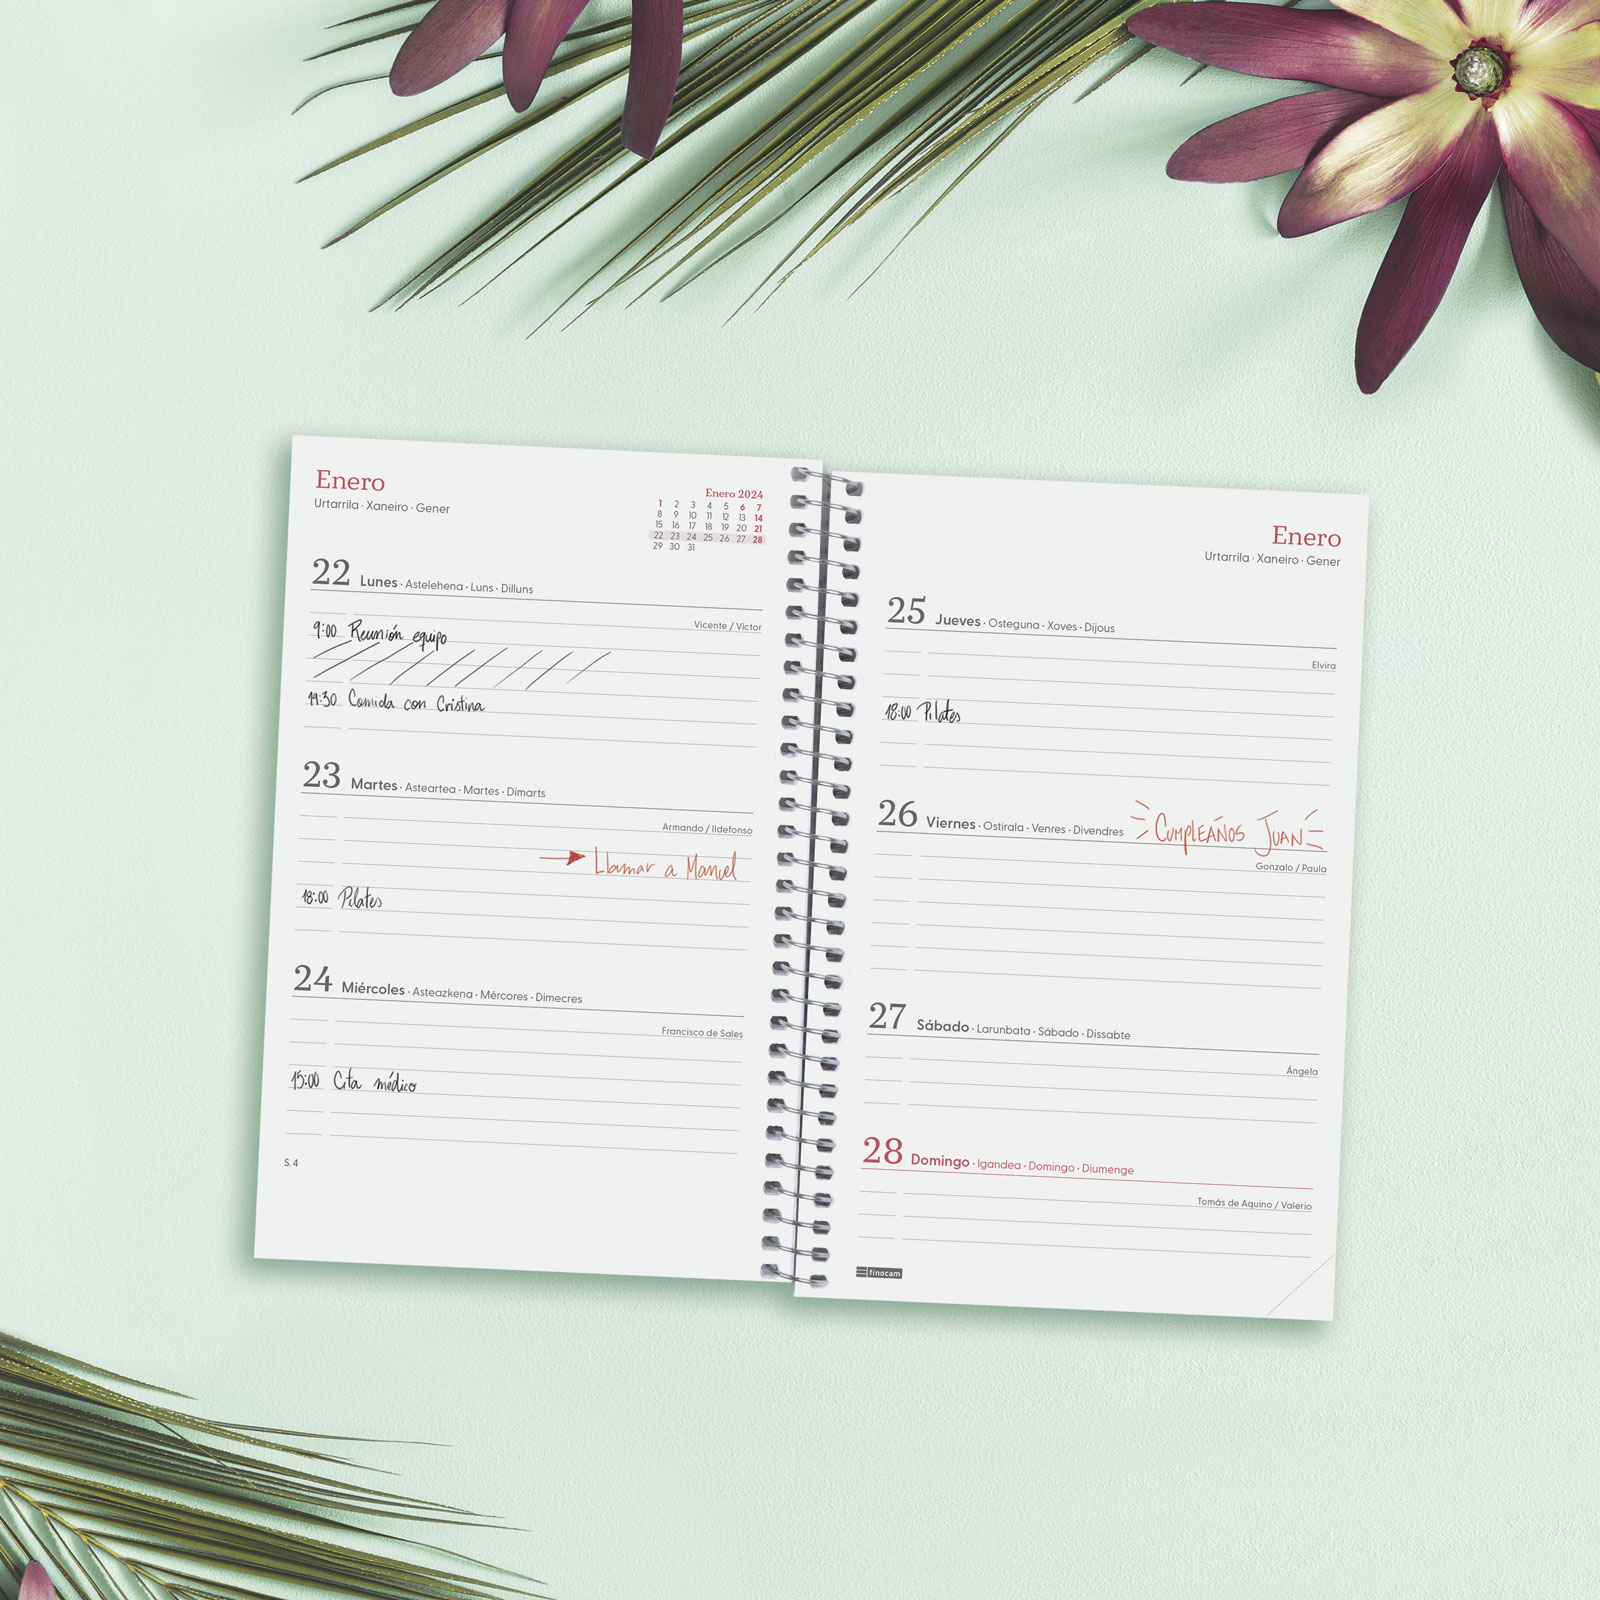 Enero
Urtarrila · Xaneiro · Gener
Enero 2024
1 2 3 4 5 6 7
8 9 10 11 12 13 14
15 16 17 18 19 20 21
22 23 24 25 26 27 28
29 30 31
22 Lunes · Astelehena · Luns · Dilluns
Vicente / Víctor
9:00 Reunión equipo
14:30 Comida con Cristina
23 Martes · Asteartea · Martes · Dimarts
Armando / Ildefonso
Llamar a Manuel
18:00 Pilates
24 Miércoles · Asteazkena · Mércores · Dimecres
Francisco de Sales
15:00 Cita médico
S. 4
Enero
Urtarrila · Xaneiro · Gener
25 Jueves · Osteguna · Xoves · Dijous
Elvira
18:00 Pilates
26 Viernes · Ostirala · Venres · Divendres
CUMPLEAÑOS JUAN
Gonzalo / Paula
27 Sábado · Larunbata · Sábado · Dissabte
Ángela
28 Domingo · Igandea · Domingo · Diumenge
Tomás de Aquino / Valerio
finocam